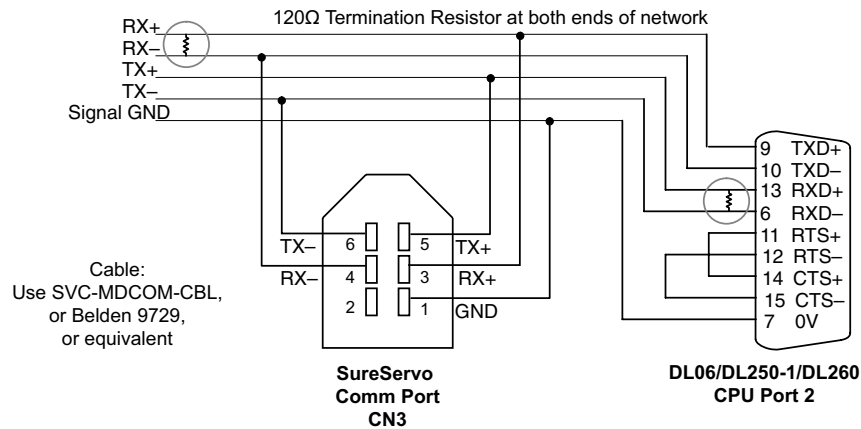 120Ω Termination Resistor at both ends of network
RX+
RX–
TX+
TX–
Signal GND
9 TXD+
10 TXD–
13 RXD+
6 RXD–
11 RTS+
12 RTS–
14 CTS+
15 CTS–
7 0V
TX– 6 5 TX+
RX– 4 3 RX+
2 1 GND
Cable:
Use SVC-MDCOM-CBL,
or Belden 9729,
or equivalent
SureServo
Comm Port
CN3
DL06/DL250-1/DL260
CPU Port 2